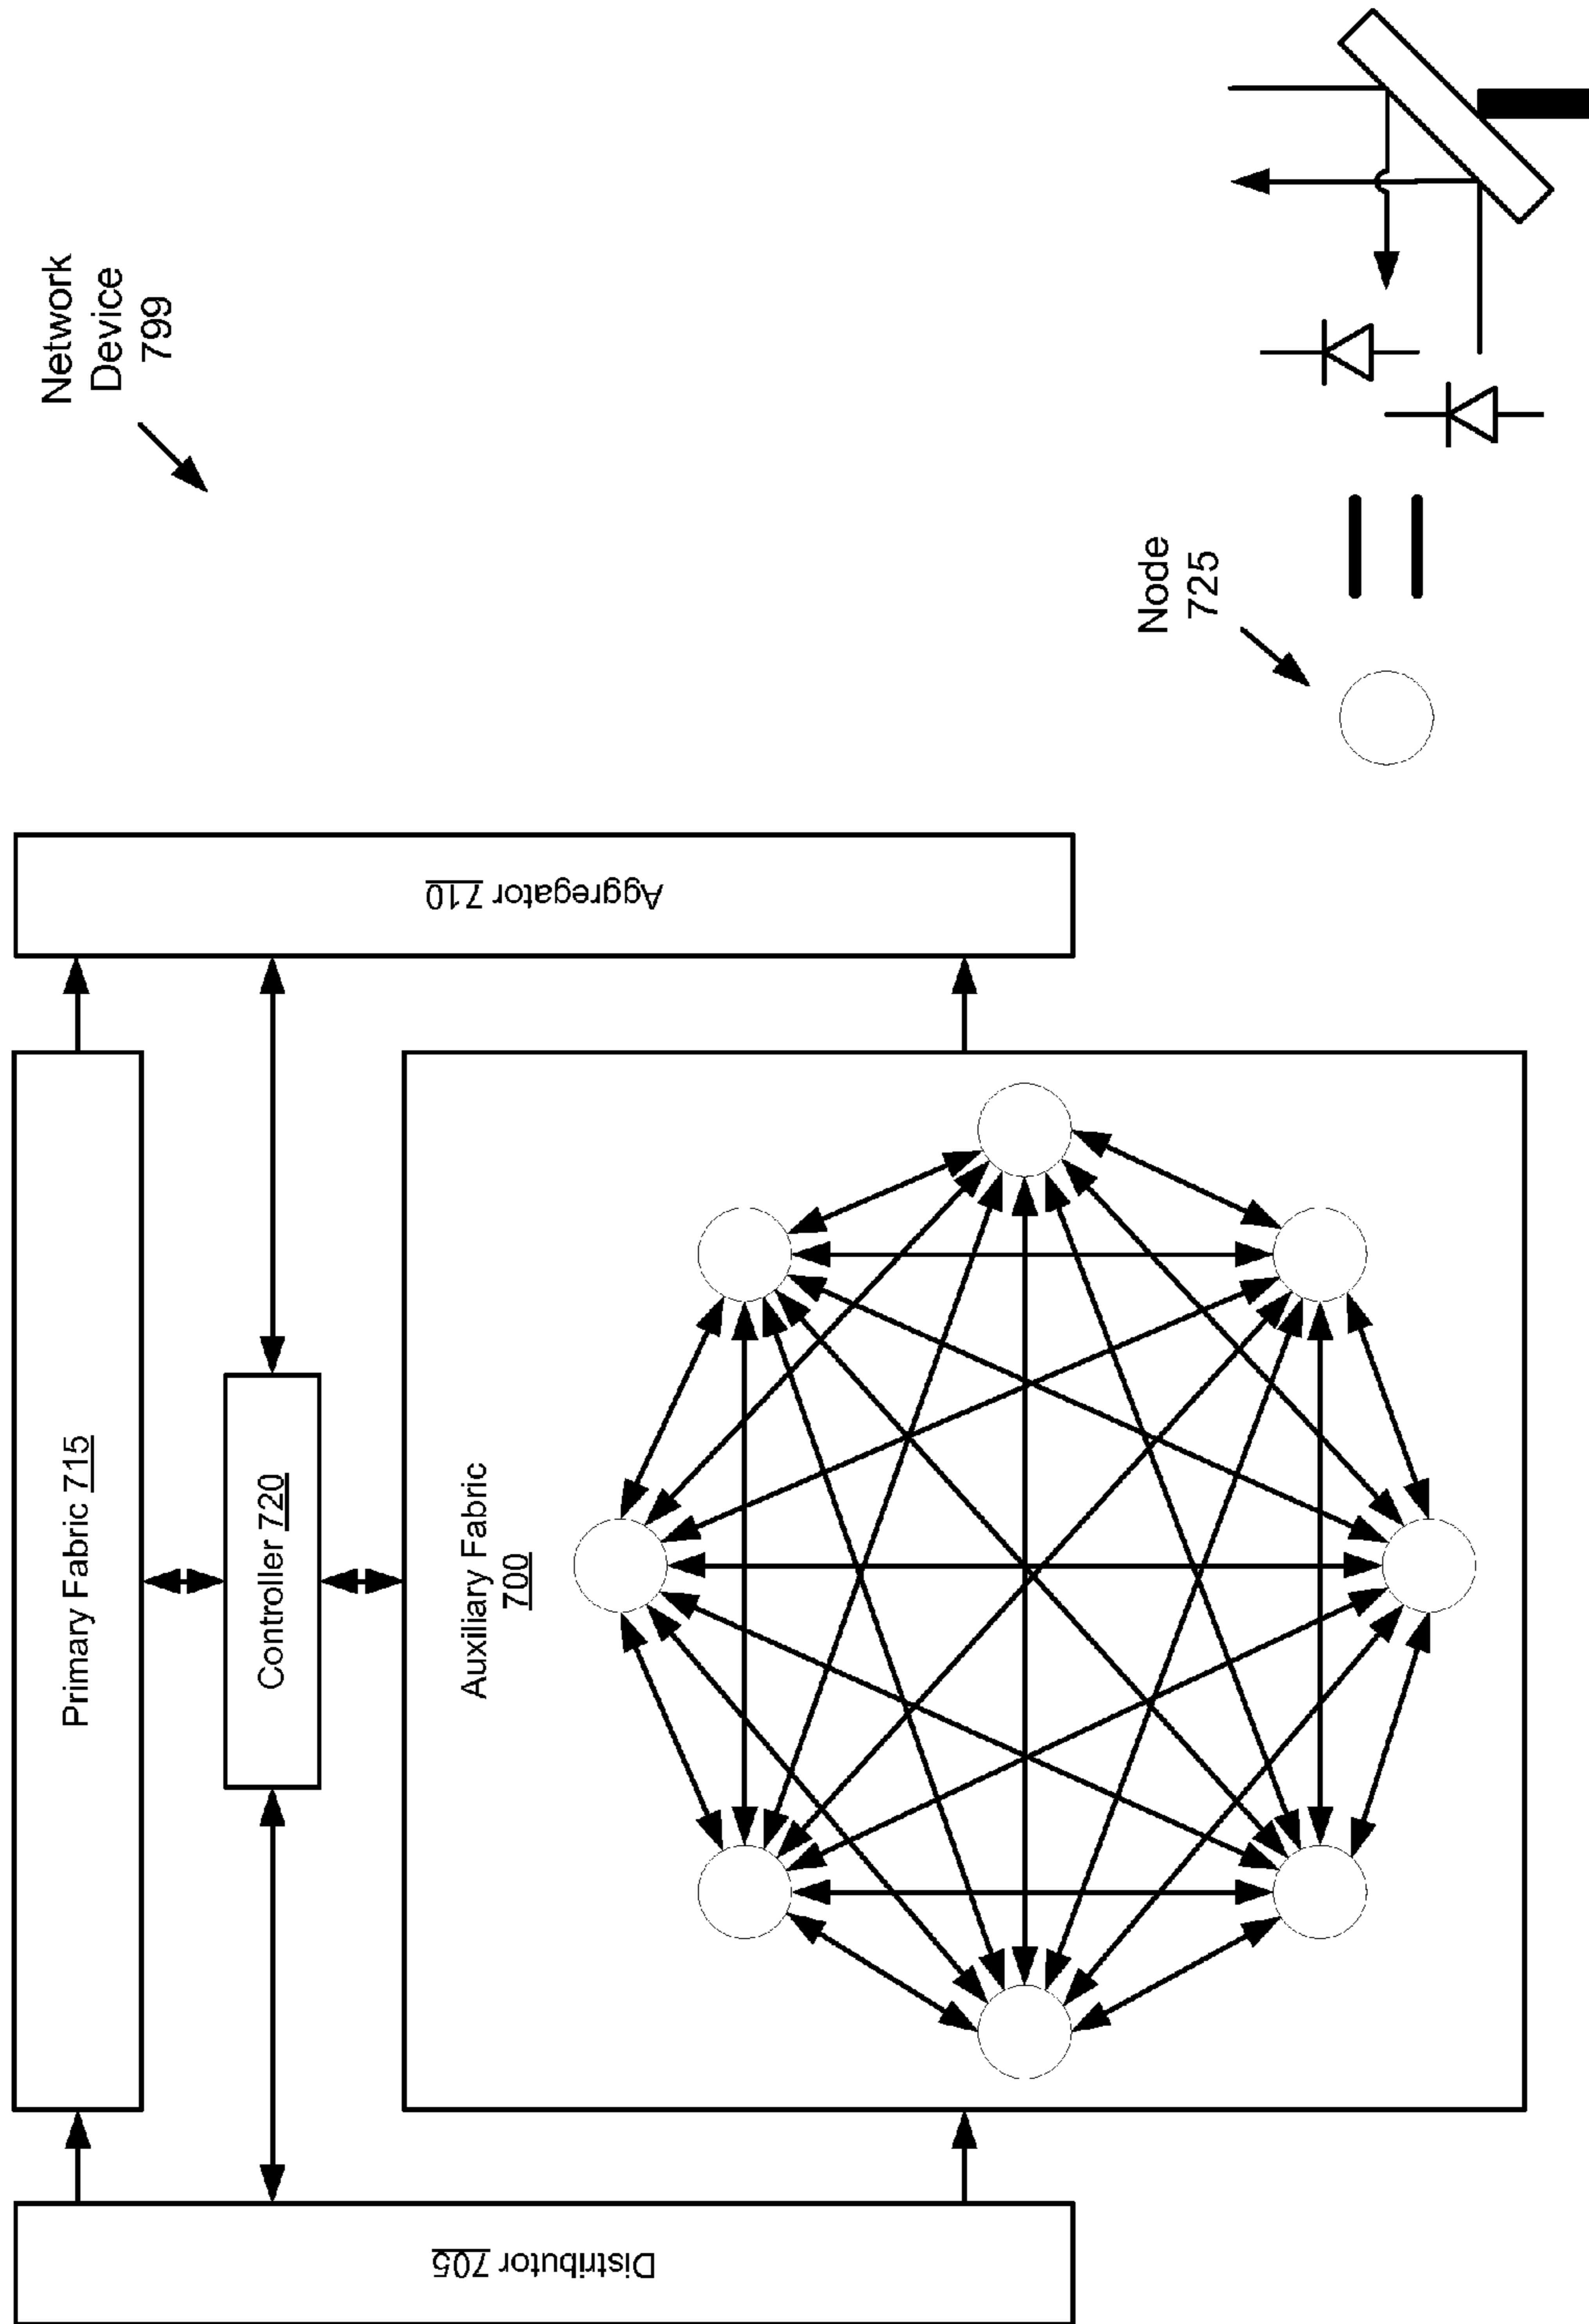 Network
Device
799
Primary Fabric 715
Controller 720
Distributor 705
Aggregator 710
Auxiliary Fabric
700
Node
725